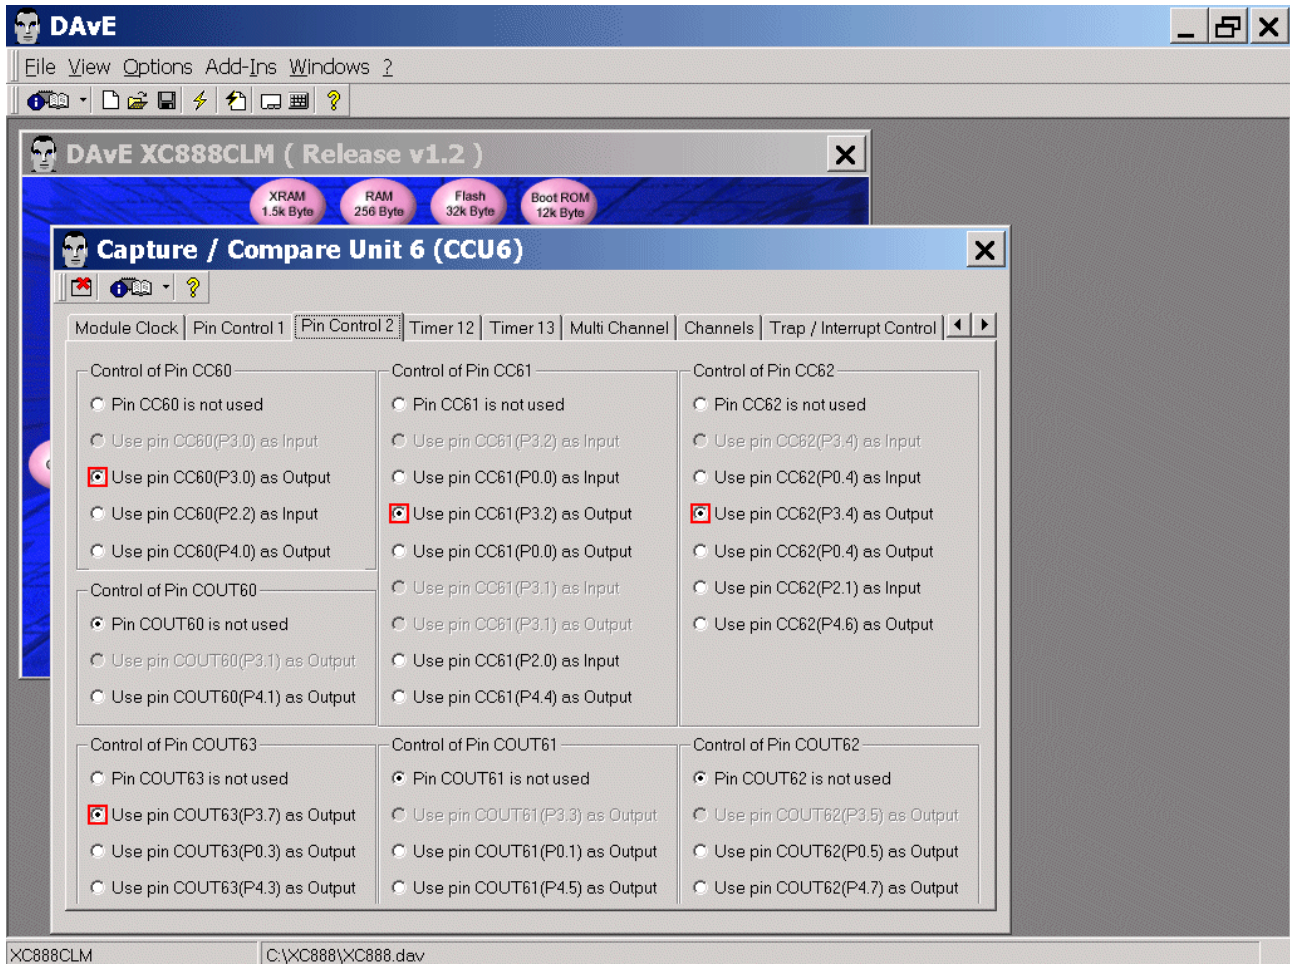 DAvE
File View Options Add-Ins Windows ?
DAvE XC888CLM ( Release v1.2 )
XRAM
1.5k Byte
RAM
256 Byte
Flash
32k Byte
Boot ROM
12k Byte
Capture / Compare Unit 6 (CCU6)
Module Clock Pin Control 1 Pin Control 2 Timer 12 Timer 13 Multi Channel Channels Trap / Interrupt Control
Control of Pin CC60
Pin CC60 is not used
Use pin CC60(P3.0) as Input
Use pin CC60(P3.0) as Output
Use pin CC60(P2.2) as Input
Use pin CC60(P4.0) as Output
Control of Pin COUT60
Pin COUT60 is not used
Use pin COUT60(P3.1) as Output
Use pin COUT60(P4.1) as Output
Control of Pin CC61
Pin CC61 is not used
Use pin CC61(P3.2) as Input
Use pin CC61(P0.0) as Input
Use pin CC61(P3.2) as Output
Use pin CC61(P0.0) as Output
Use pin CC61(P3.1) as Input
Use pin CC61(P3.1) as Output
Use pin CC61(P2.0) as Input
Use pin CC61(P4.4) as Output
Control of Pin CC62
Pin CC62 is not used
Use pin CC62(P3.4) as Input
Use pin CC62(P0.4) as Input
Use pin CC62(P3.4) as Output
Use pin CC62(P0.4) as Output
Use pin CC62(P2.1) as Input
Use pin CC62(P4.6) as Output
Control of Pin COUT63
Pin COUT63 is not used
Use pin COUT63(P3.7) as Output
Use pin COUT63(P0.3) as Output
Use pin COUT63(P4.3) as Output
Control of Pin COUT61
Pin COUT61 is not used
Use pin COUT61(P3.3) as Output
Use pin COUT61(P0.1) as Output
Use pin COUT61(P4.5) as Output
Control of Pin COUT62
Pin COUT62 is not used
Use pin COUT62(P3.5) as Output
Use pin COUT62(P0.5) as Output
Use pin COUT62(P4.7) as Output
XC888CLM
C:\XC888\XC888.dav